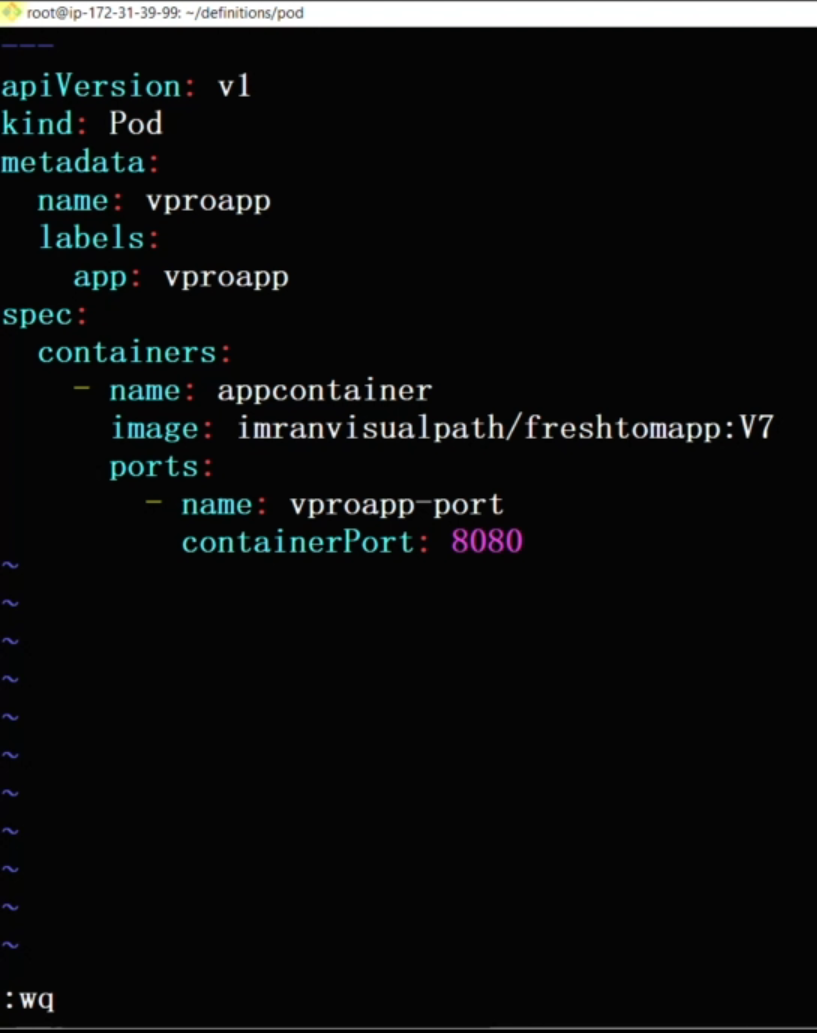 root@ip-172-31-39-99: ~/definitions/pod
---
apiVersion: v1
kind: Pod
metadata:
  name: vproapp
  labels:
    app: vproapp
spec:
  containers:
    - name: appcontainer
      image: imranvisualpath/freshtomapp:V7
      ports:
        - name: vproapp-port
          containerPort: 8080
~
~
~
~
~
~
~
~
~
~
~
:wq